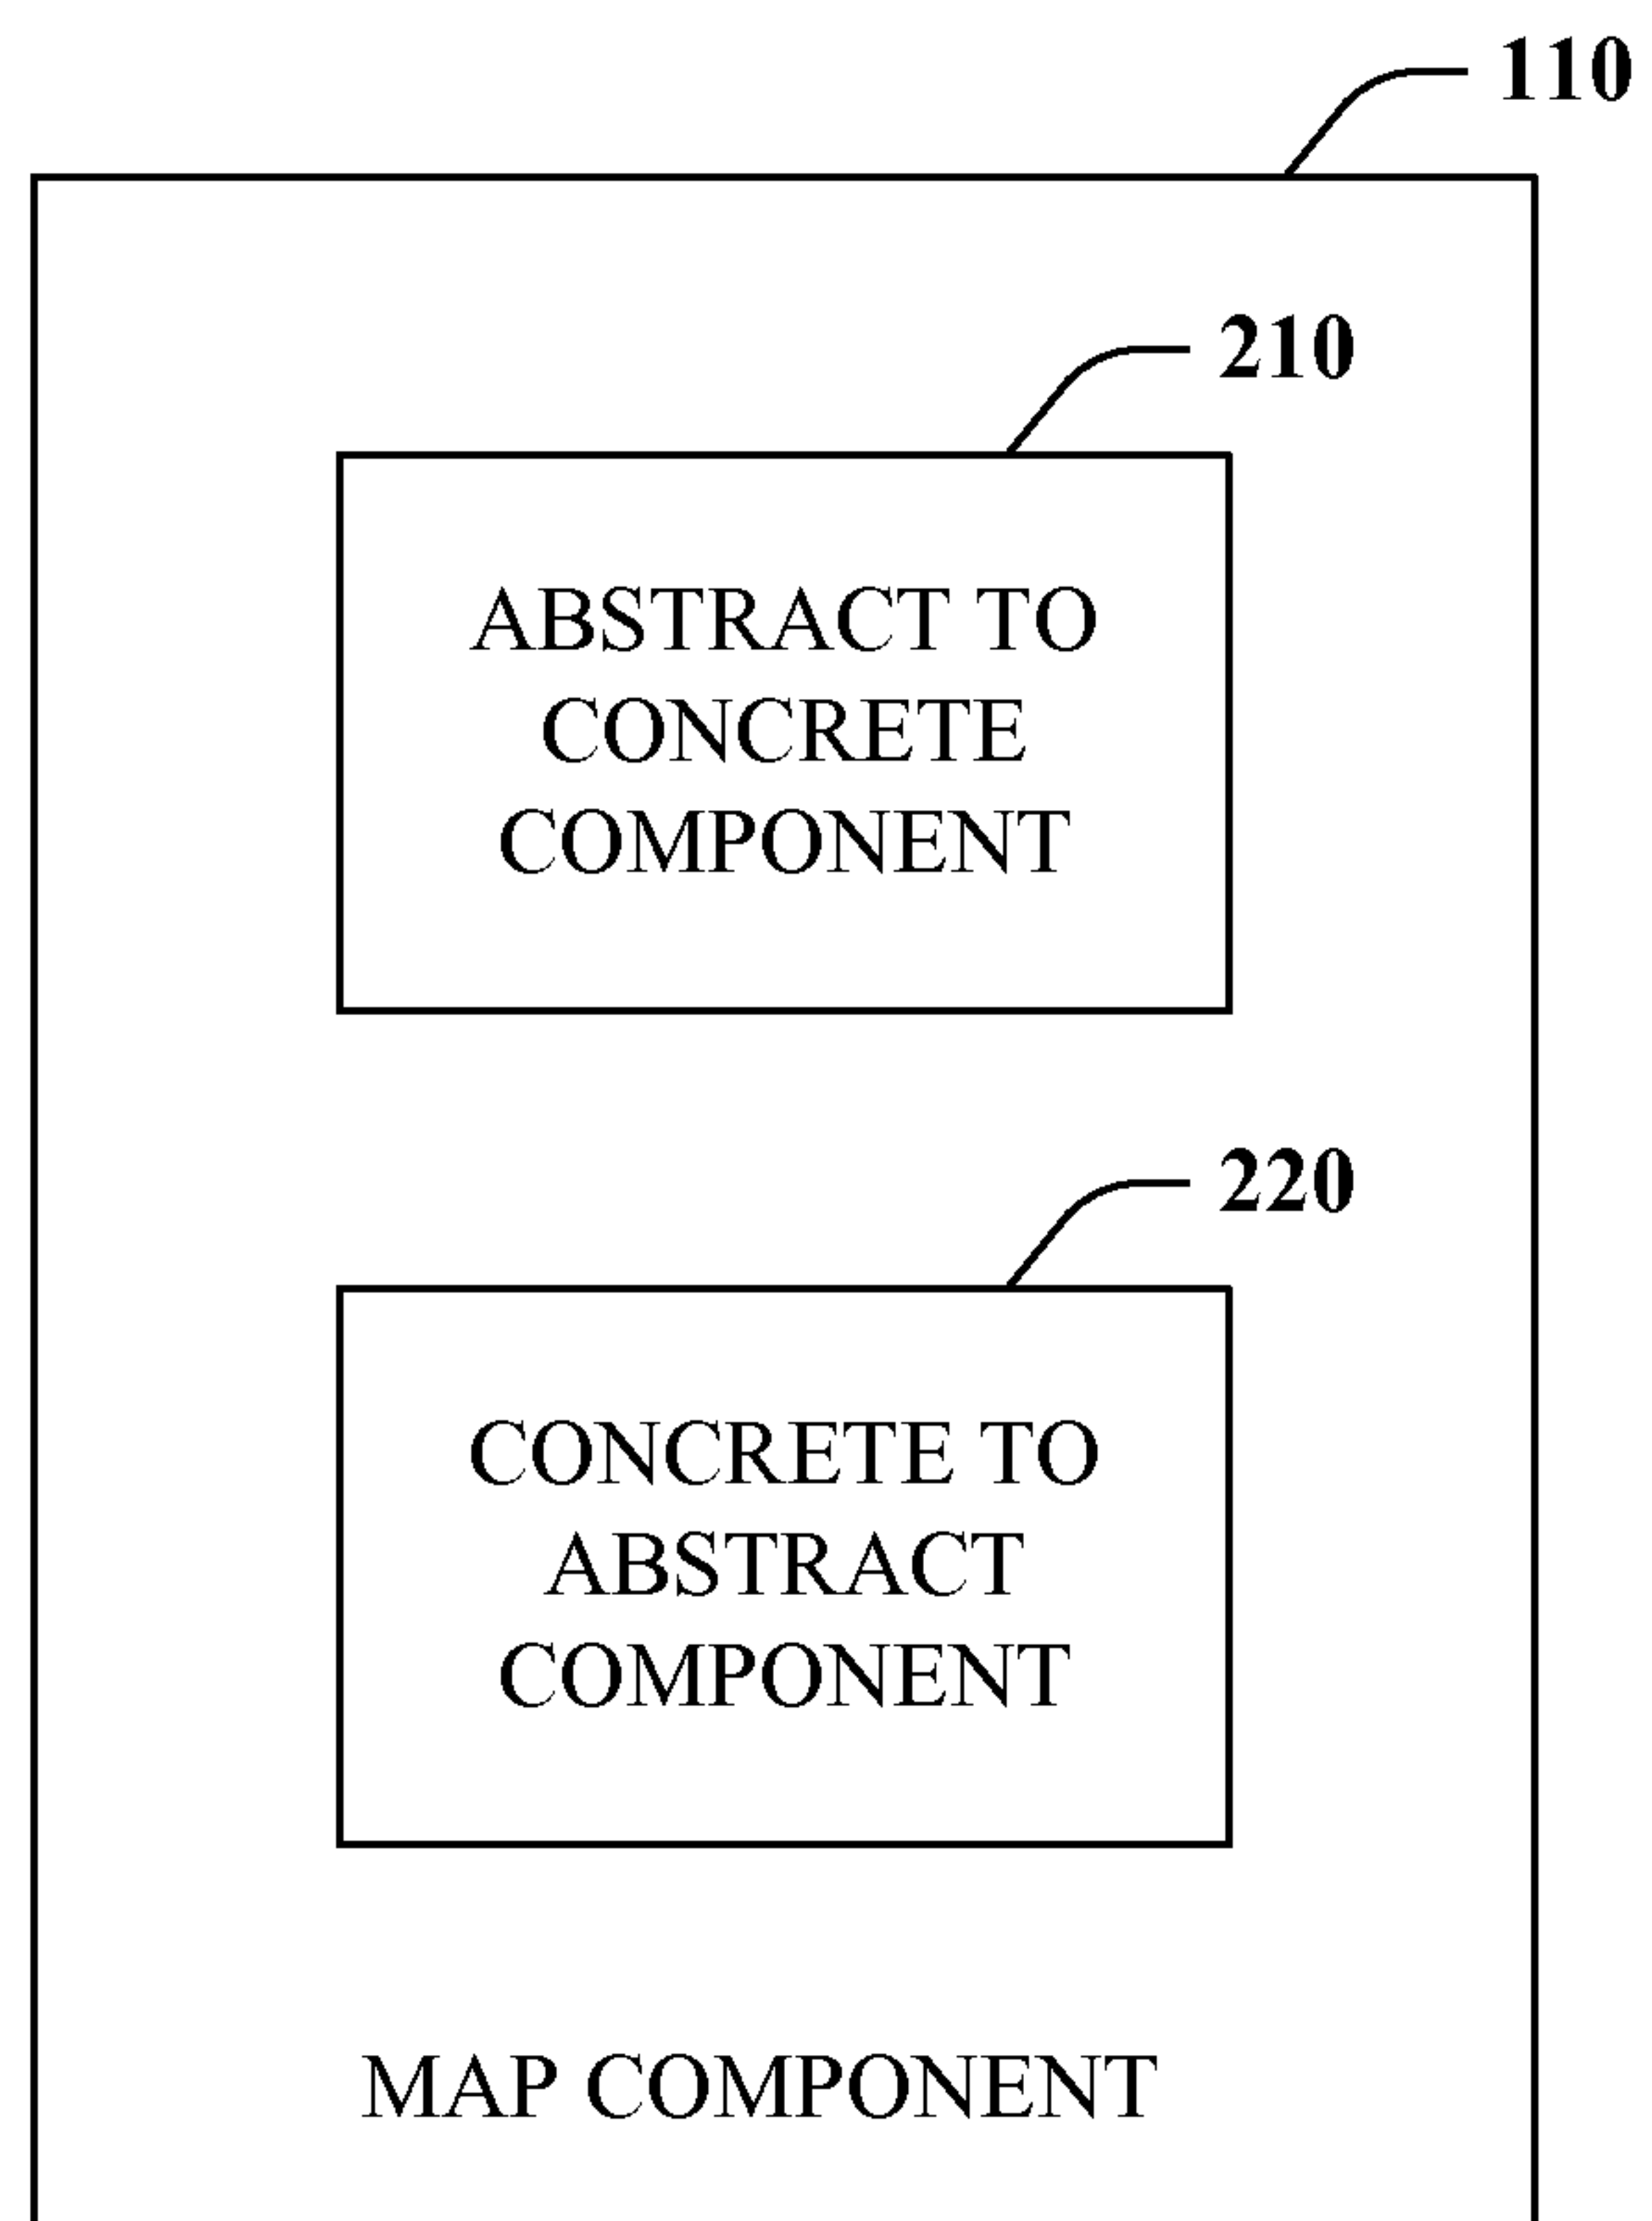 110
210
ABSTRACT TO
CONCRETE
COMPONENT
220
CONCRETE TO
ABSTRACT
COMPONENT
MAP COMPONENT